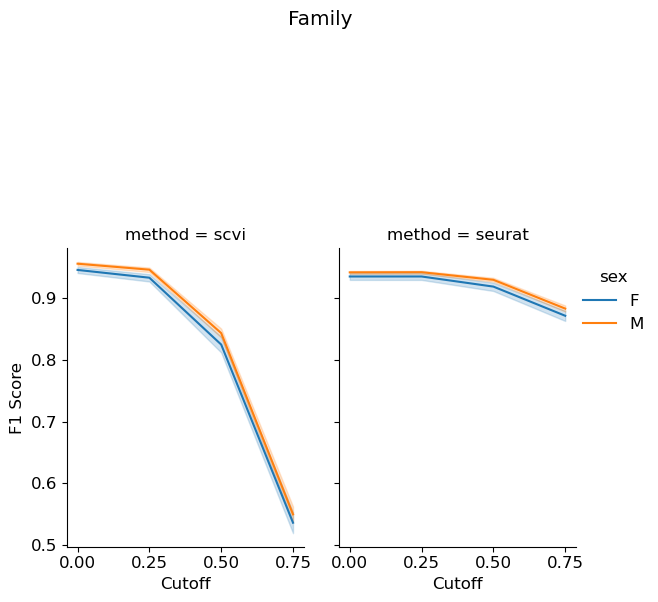 Family
method = scvi
method = seurat
F1 Score
0.9
0.8
0.7
0.6
0.5
0.00 0.25 0.50 0.75
0.00 0.25 0.50 0.75
Cutoff
Cutoff
sex
F
M